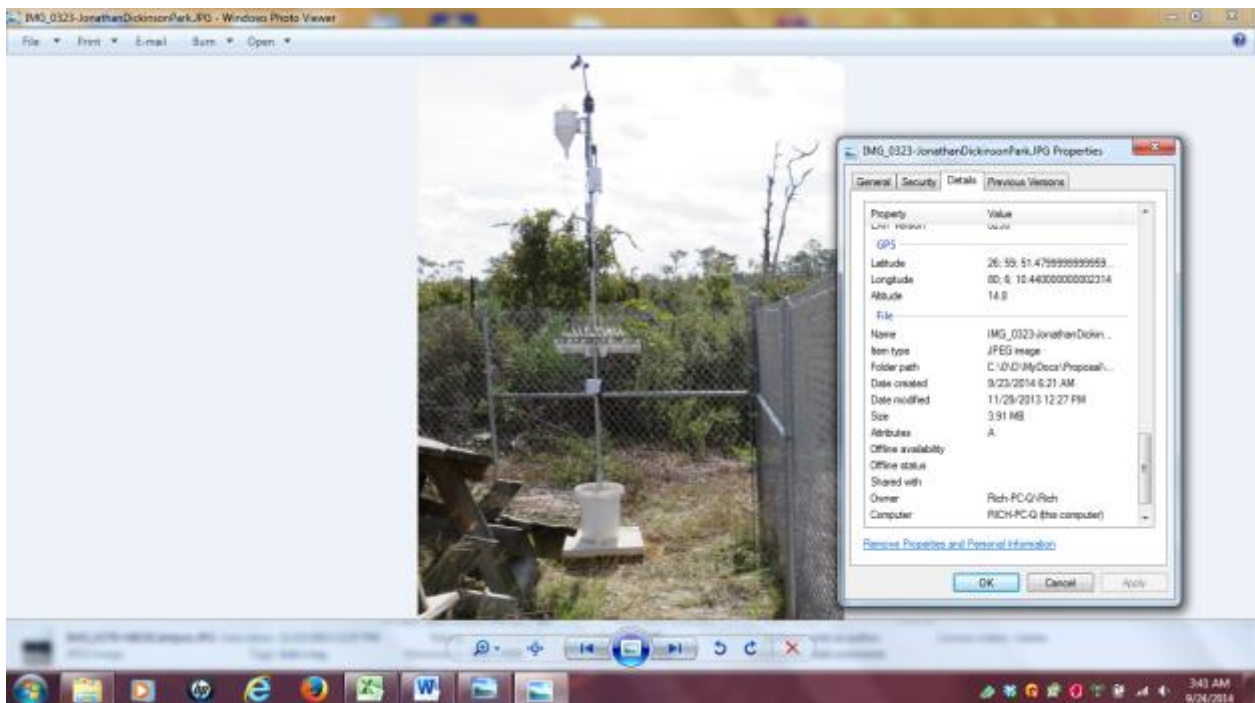 IMG_0323-JonathanDickinsonPark.JPG - Windows Photo Viewer
File Print E-mail Burn Open
IMG_0323-JonathanDickinsonPark.JPG Properties
General Security Details Previous Versions
Property Value
GPS
Latitude 26; 59; 51.4799999999959...
Longitude 80; 6; 10.440000000002314
Altitude 14.8
File
Name IMG_0323-JonathanDickin...
Item type JPEG image
Folder path C:\0\D\MyDocs\Proposal\...
Date created 9/23/2014 6:21 AM
Date modified 11/29/2013 12:27 PM
Size 3.91 MB
Attributes A
Offline availability
Offline status
Shared with
Owner Rich-PC-Q\Rich
Computer RICH-PC-Q (this computer)
Remove Properties and Personal Information
OK Cancel Apply
3:43 AM
9/24/2014